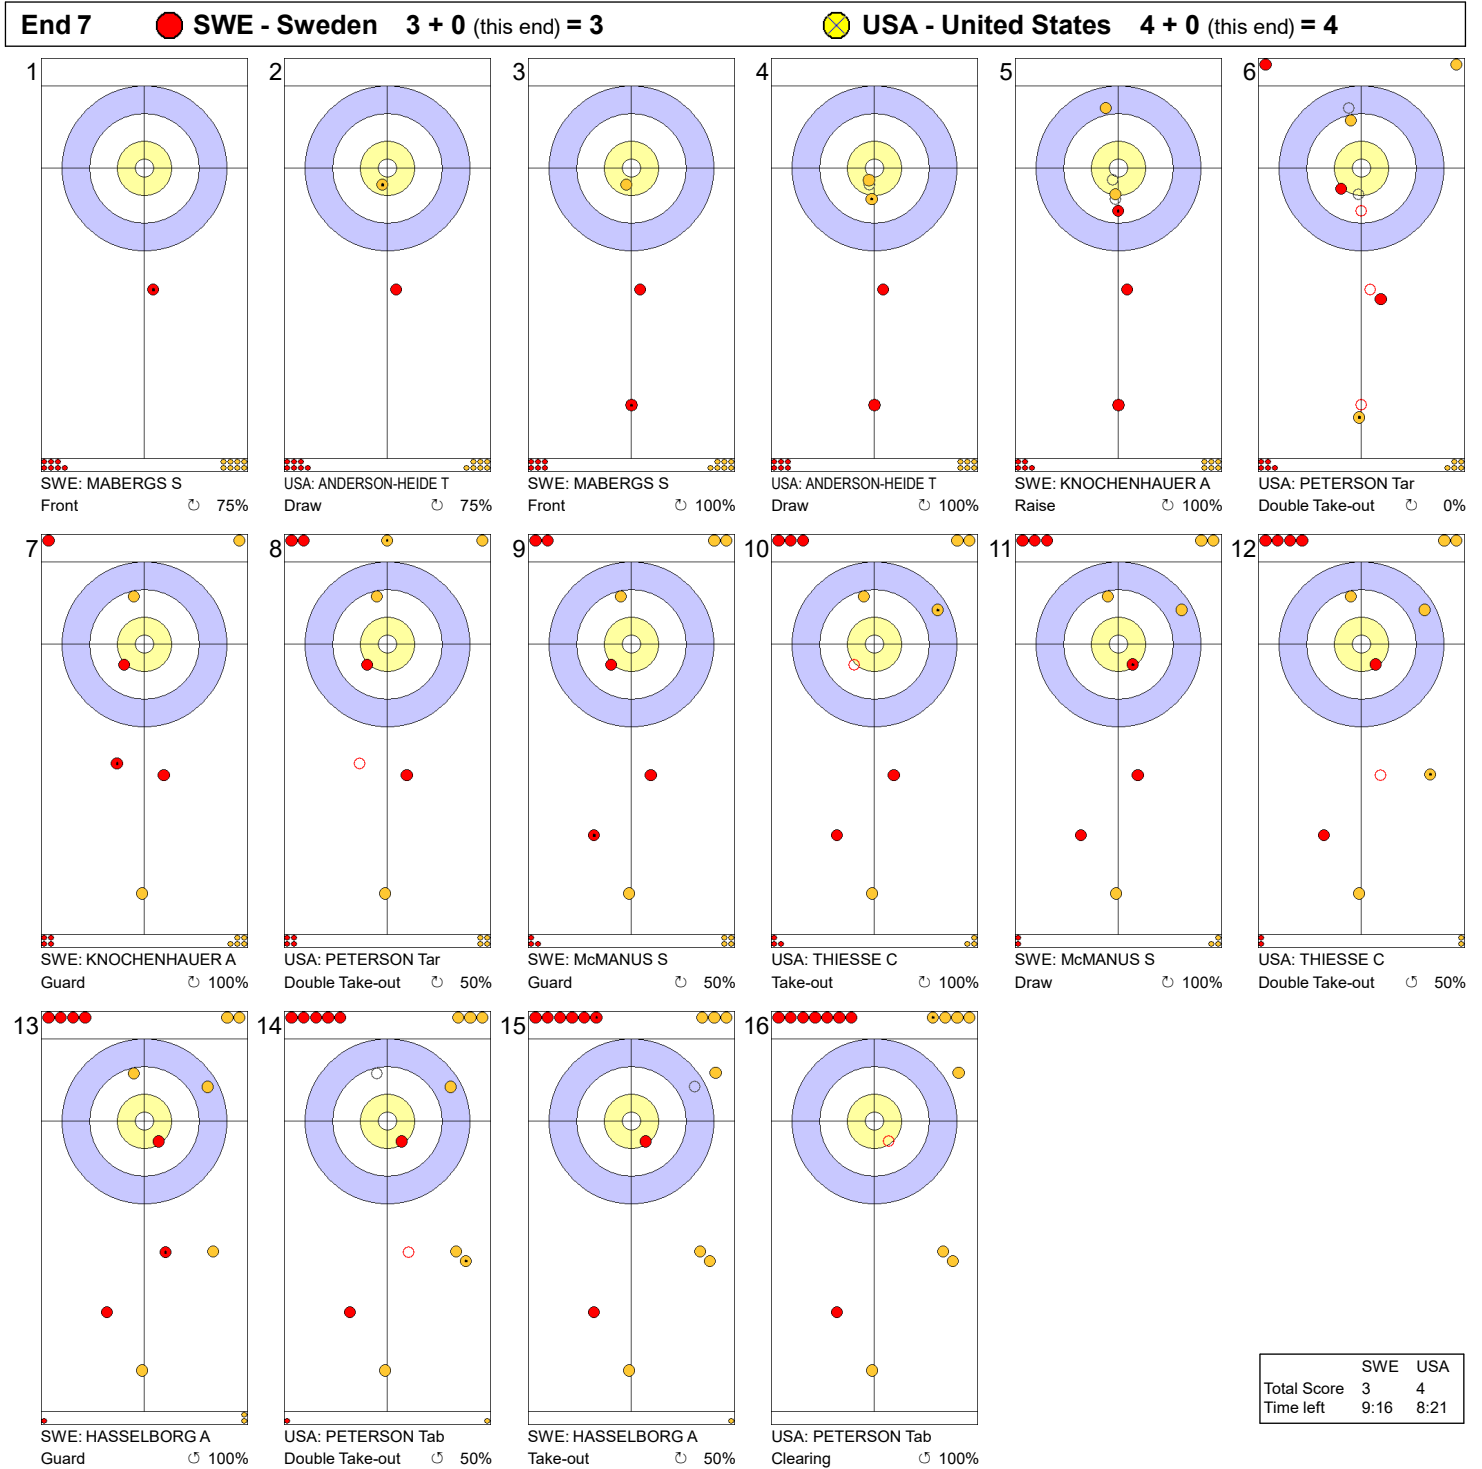 End 7 SWE - Sweden 3 + 0 (this end) = 3 USA - United States 4 + 0 (this end) = 4
1 2 3 4 5 6
SWE: MABERGS S USA: ANDERSON-HEIDE T SWE: MABERGS S USA: ANDERSON-HEIDE T SWE: KNOCHENHAUER A USA: PETERSON Tar
Front ↻ 75% Draw ↻ 75% Front ↻ 100% Draw ↻ 100% Raise ↻ 100% Double Take-out ↻ 0%
7 8 9 10 11 12
SWE: KNOCHENHAUER A USA: PETERSON Tar SWE: McMANUS S USA: THIESSE C SWE: McMANUS S USA: THIESSE C
Guard ↻ 100% Double Take-out ↻ 50% Guard ↻ 50% Take-out ↻ 100% Draw ↻ 100% Double Take-out ↺ 50%
13 14 15 16
SWE: HASSELBORG A USA: PETERSON Tab SWE: HASSELBORG A USA: PETERSON Tab
Guard ↺ 100% Double Take-out ↺ 50% Take-out ↻ 50% Clearing ↺ 100%
SWE USA
Total Score 3 4
Time left 9:16 8:21